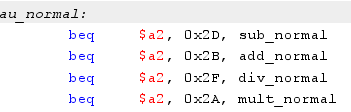 au_normal:
beq $a2, 0x2D, sub_normal
beq $a2, 0x2B, add_normal
beq $a2, 0x2F, div_normal
beq $a2, 0x2A, mult_normal